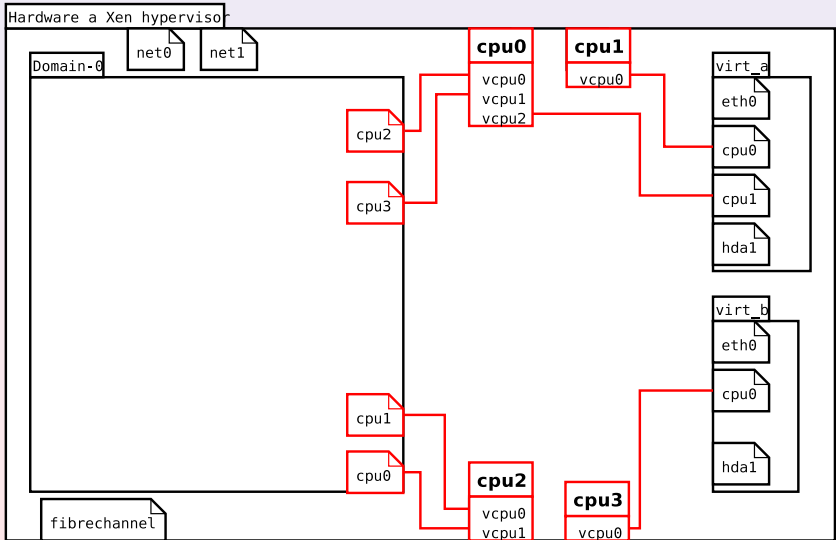 Hardware a Xen hypervisor
net0
net1
Domain-0
cpu0
vcpu0
vcpu1
vcpu2
cpu1
vcpu0
virt_a
eth0
cpu0
cpu1
hda1
cpu2
cpu3
virt_b
eth0
cpu0
hda1
cpu1
cpu0
cpu2
vcpu0
vcpu1
cpu3
vcpu0
fibrechannel